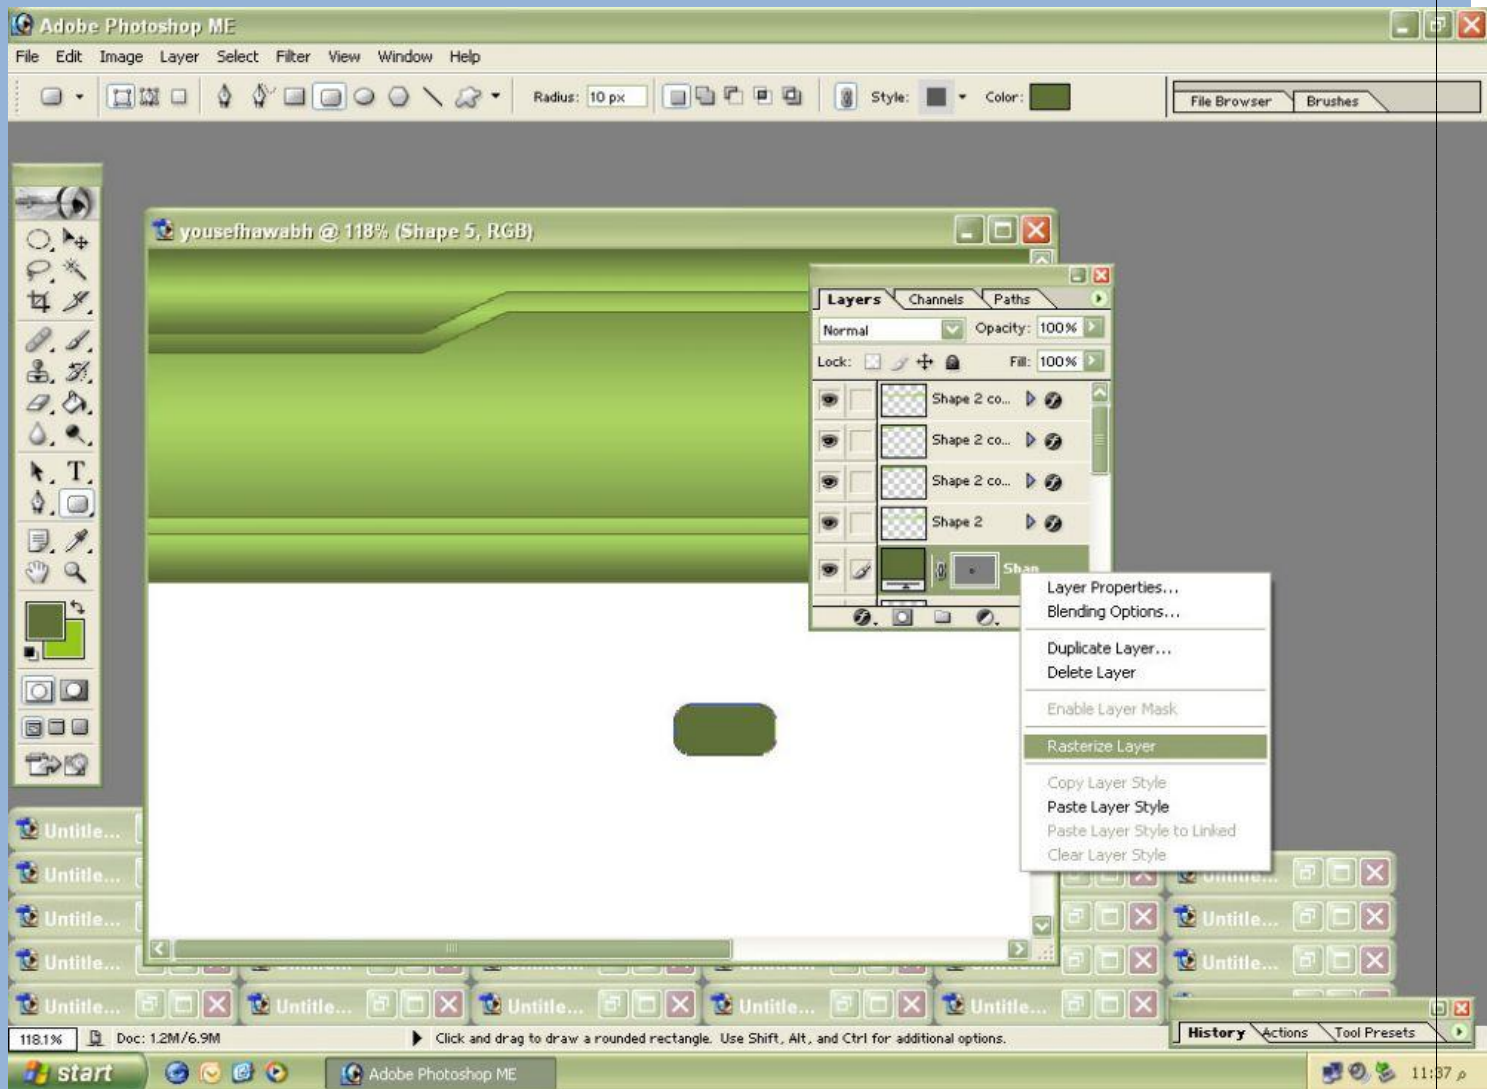 Adobe Photoshop ME
File Edit Image Layer Select Filter View Window Help
Radius: 10 px Style: Color: File Browser Brushes
yousefhawabh @ 118% (Shape 5, RGB)
Layers Channels Paths
Normal Opacity: 100%
Lock: Fill: 100%
Shape 2 co...
Shape 2 co...
Shape 2 co...
Shape 2
Shap
Layer Properties...
Blending Options...
Duplicate Layer...
Delete Layer
Enable Layer Mask
Rasterize Layer
Copy Layer Style
Paste Layer Style
Paste Layer Style to Linked
Clear Layer Style
T
Untitle...
Untitle...
Untitle... Untitle...
Untitle... Untitle...
Untitle... Untitle... Untitle... Untitle... Untitle...
118.1% Doc: 1.2M/6.9M Click and drag to draw a rounded rectangle. Use Shift, Alt, and Ctrl for additional options.
History Actions Tool Presets
start Adobe Photoshop ME 11:37 م